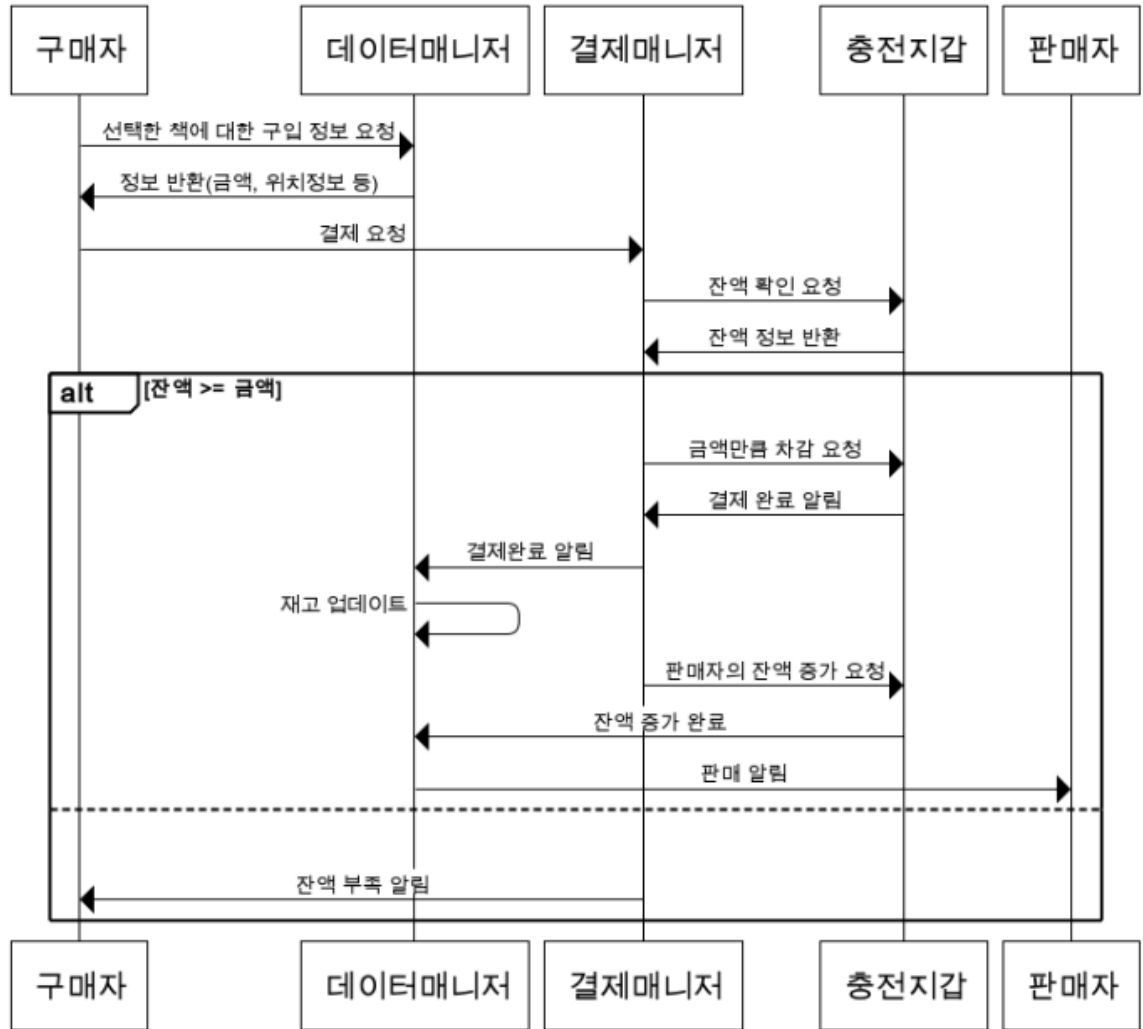 구매자 데이터매니저 결제매니저 충전지갑 판매자
선택한 책에 대한 구입 정보 요청
정보 반환(금액, 위치정보 등)
결제 요청
잔액 확인 요청
잔액 정보 반환
alt [잔액 >= 금액]
금액만큼 차감 요청
결제 완료 알림
결제완료 알림
재고 업데이트
판매자의 잔액 증가 요청
잔액 증가 완료
판매 알림
잔액 부족 알림
구매자 데이터매니저 결제매니저 충전지갑 판매자